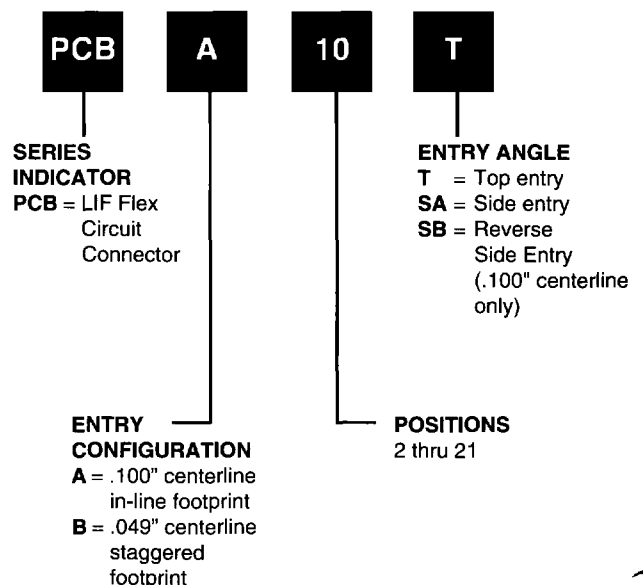 PCB A 10 T
SERIES
INDICATOR
PCB = LIF Flex
Circuit
Connector
ENTRY ANGLE
T = Top entry
SA = Side entry
SB = Reverse
Side Entry
(.100" centerline
only)
ENTRY
CONFIGURATION
A = .100" centerline
in-line footprint
B = .049" centerline
staggered
footprint
POSITIONS
2 thru 21